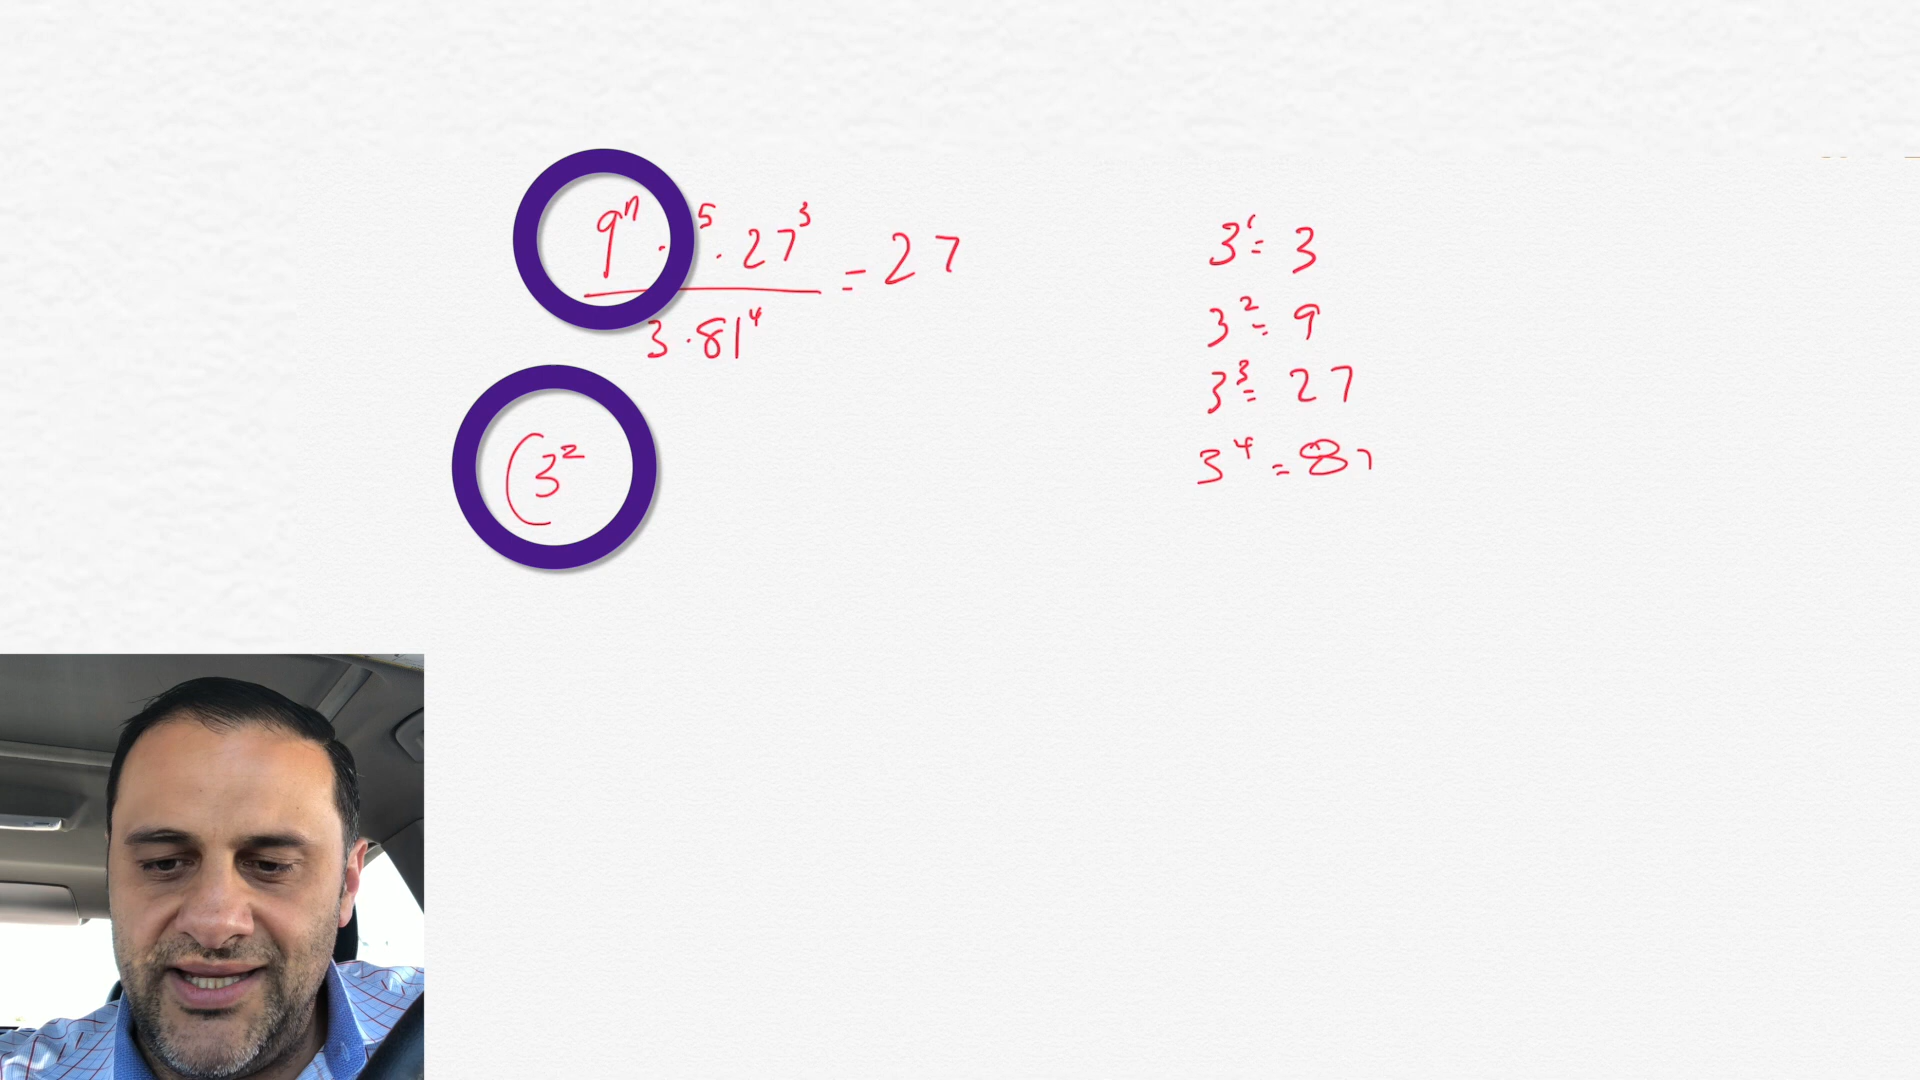 9ⁿ · ⁵ · 27³
= 27
3 · 81⁴
(3²
3¹ = 3
3² = 9
3³ = 27
3⁴ = 81